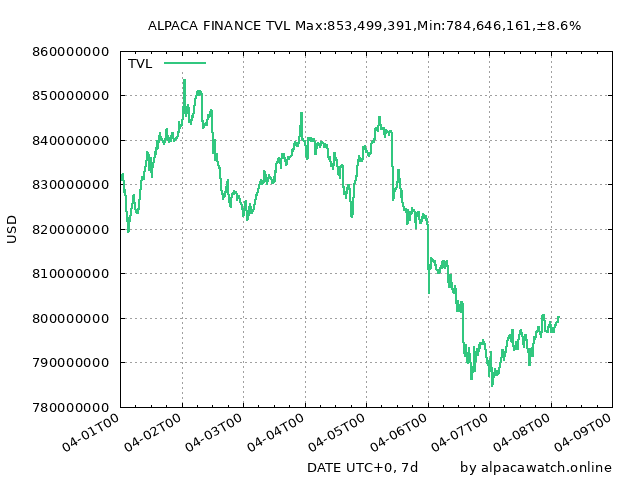 ALPACA FINANCE TVL Max:853,499,391,Min:784,646,161,±8.6%
860000000
TVL
850000000
840000000
830000000
820000000
810000000
800000000
790000000
780000000
USD
04-01T00
04-02T00
04-03T00
04-04T00
04-05T00
04-06T00
04-07T00
04-08T00
04-09T00
DATE UTC+0, 7d
by alpacawatch.online